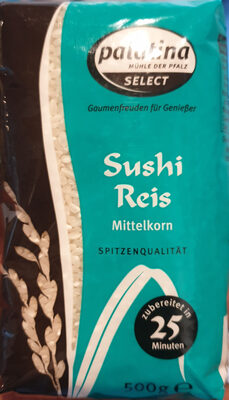 palatina
MÜHLE DER PFALZ
SELECT
Gaumenfreuden für Genießer
Sushi
Reis
Mittelkorn
SPITZENQUALITÄT
zubereitet in
25
Minuten
500g e